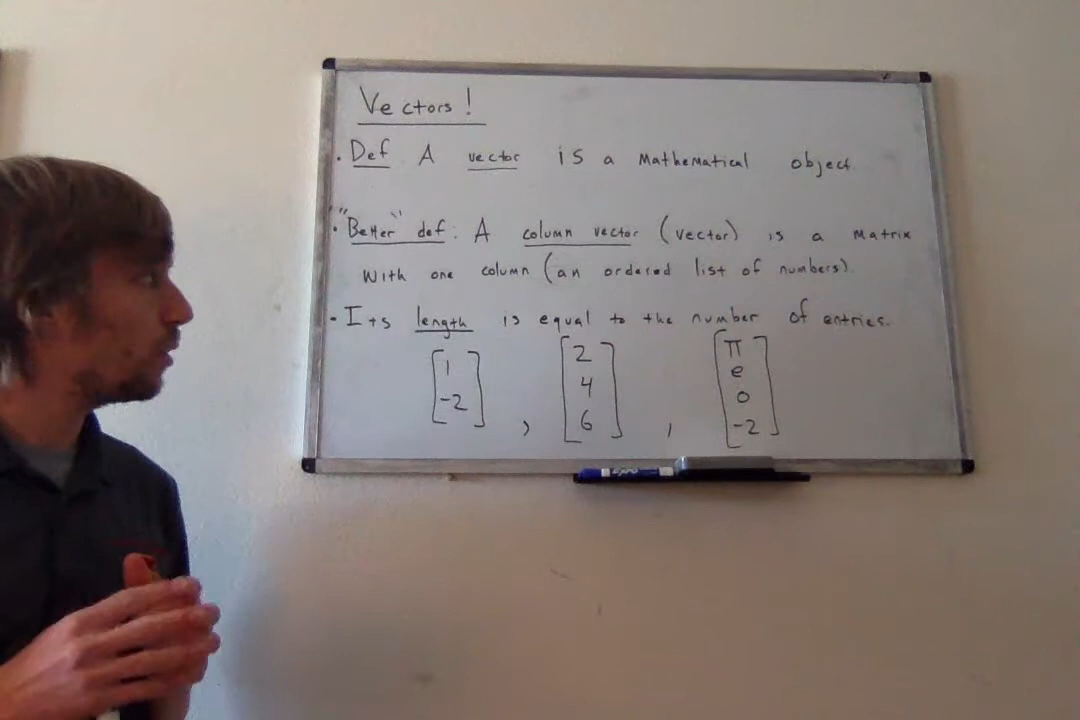 Vectors!
• Def A vector is a mathematical object.
• "Better" def: A column vector (vector) is a matrix
with one column (an ordered list of numbers).
• Its length is equal to the number of entries.
[1 -2], [2 4 6], [π e 0 -2]
EXPO